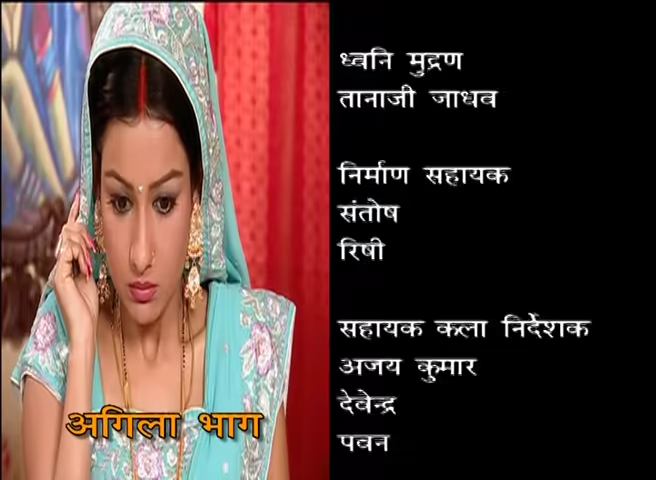 ध्वनि मुद्रण
तानाजी जाधव
निर्माण सहायक
संतोष
रिषी
सहायक कला निर्देशक
अजय कुमार
देवेन्द्र
पवन
अगिला भाग